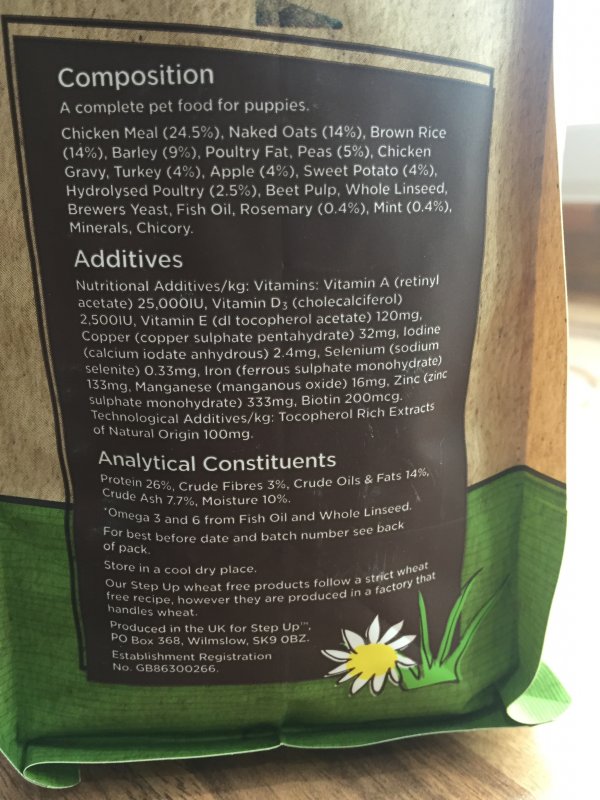 Composition
A complete pet food for puppies.
Chicken Meal (24.5%), Naked Oats (14%), Brown Rice
(14%), Barley (9%), Poultry Fat, Peas (5%), Chicken
Gravy, Turkey (4%), Apple (4%), Sweet Potato (4%),
Hydrolysed Poultry (2.5%), Beet Pulp, Whole Linseed,
Brewers Yeast, Fish Oil, Rosemary (0.4%), Mint (0.4%),
Minerals, Chicory.
Additives
Nutritional Additives/kg: Vitamins: Vitamin A (retinyl
acetate) 25,000IU, Vitamin D₃ (cholecalciferol)
2,500IU, Vitamin E (dl tocopherol acetate) 120mg,
Copper (copper sulphate pentahydrate) 32mg, Iodine
(calcium iodate anhydrous) 2.4mg, Selenium (sodium
selenite) 0.33mg, Iron (ferrous sulphate monohydrate)
133mg, Manganese (manganous oxide) 16mg, Zinc (zinc
sulphate monohydrate) 333mg, Biotin 200mcg.
Technological Additives/kg: Tocopherol Rich Extracts
of Natural Origin 100mg.
Analytical Constituents
Protein 26%, Crude Fibres 3%, Crude Oils & Fats 14%,
Crude Ash 7.7%, Moisture 10%.
*Omega 3 and 6 from Fish Oil and Whole Linseed.
For best before date and batch number see back
of pack.
Store in a cool dry place.
Our Step Up wheat free products follow a strict wheat
free recipe, however they are produced in a factory that
handles wheat.
Produced in the UK for Step Up™,
PO Box 368, Wilmslow, SK9 0BZ.
Establishment Registration
No. GB86300266.